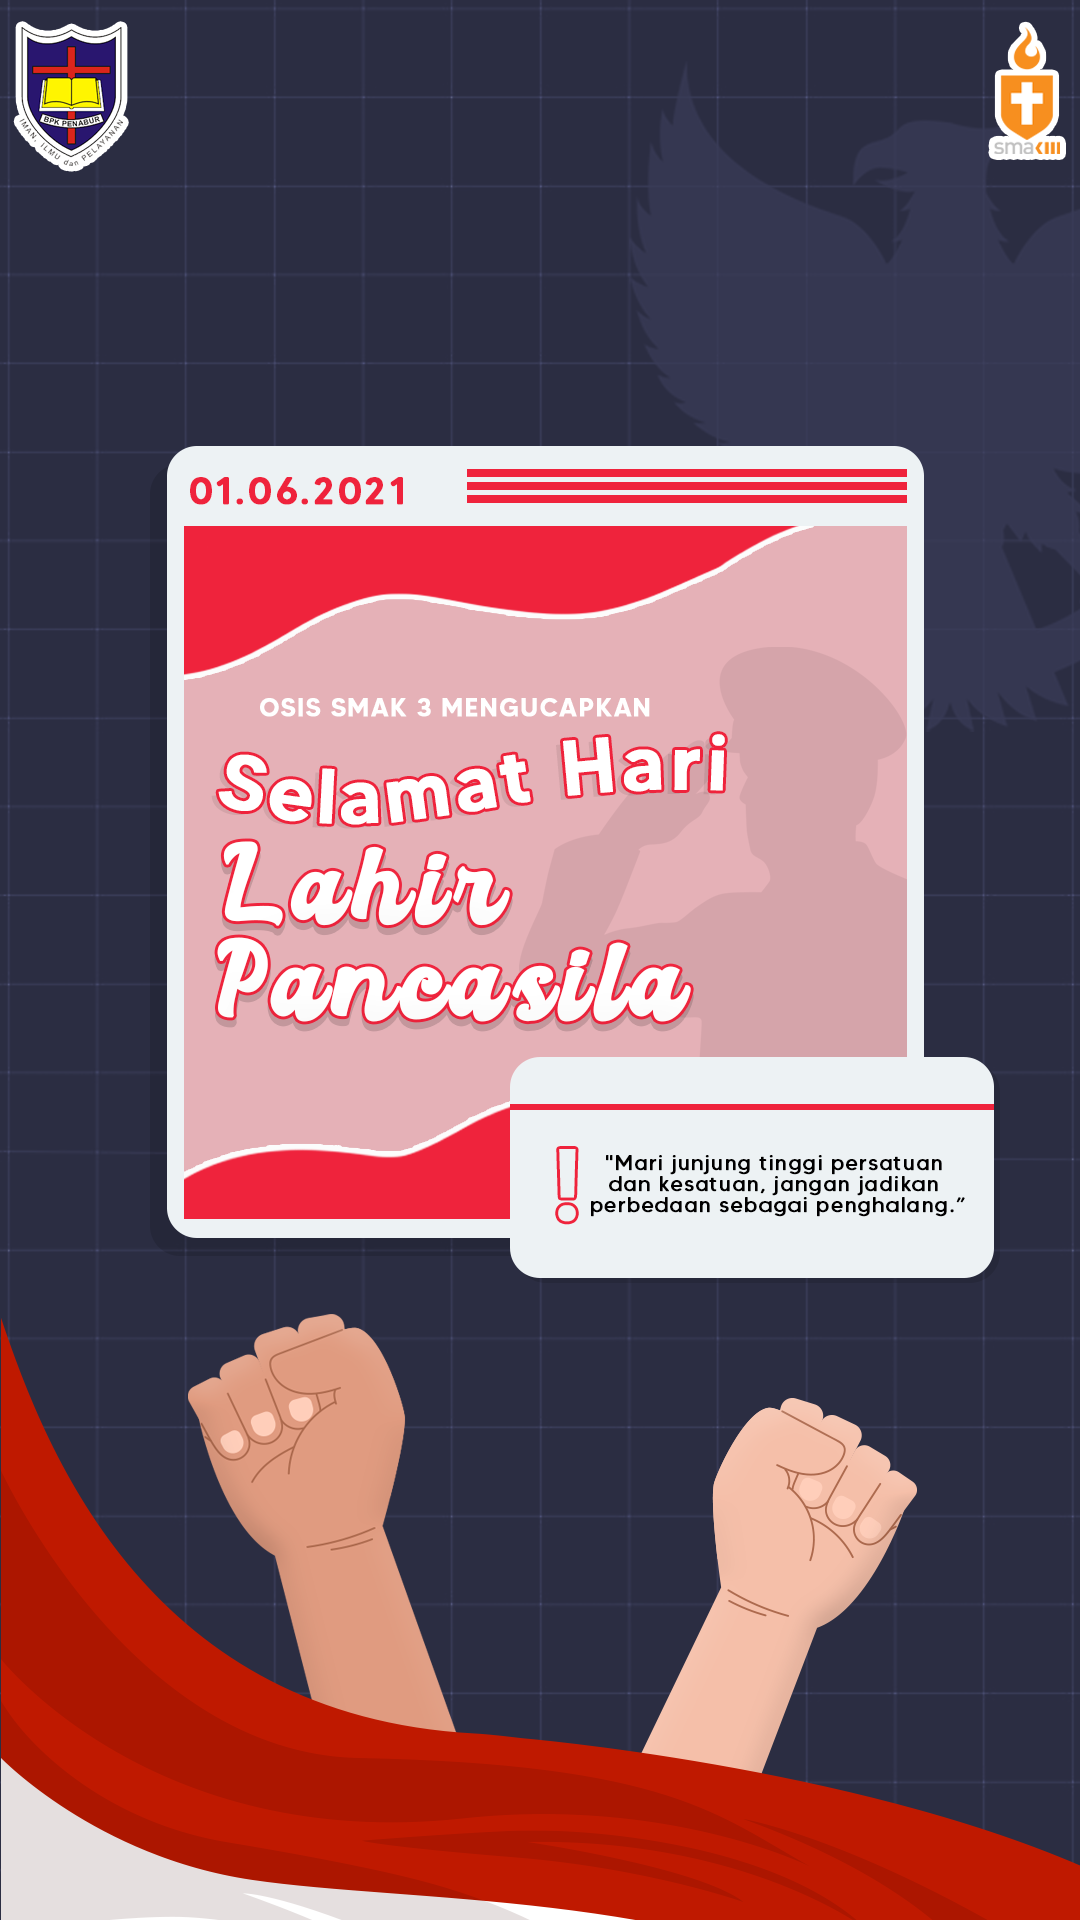 BPK PENABUR
IMAN, ILMU dan PELAYANAN
smaKIII
01.06.2021
OSIS SMAK 3 MENGUCAPKAN
Selamat Hari
Lahir
Pancasila
!
"Mari junjung tinggi persatuan
dan kesatuan, jangan jadikan
perbedaan sebagai penghalang.”